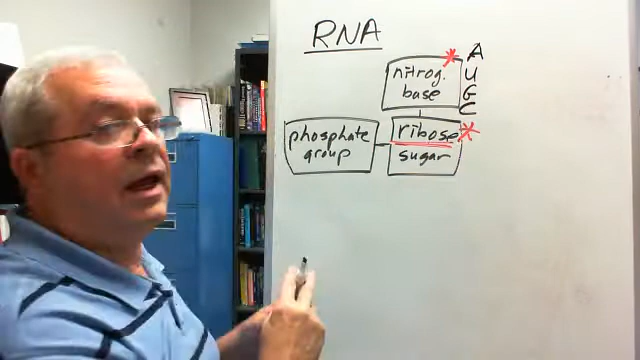 RNA
nitrog.
base
A
U
G
C
phosphate
group
ribose
sugar